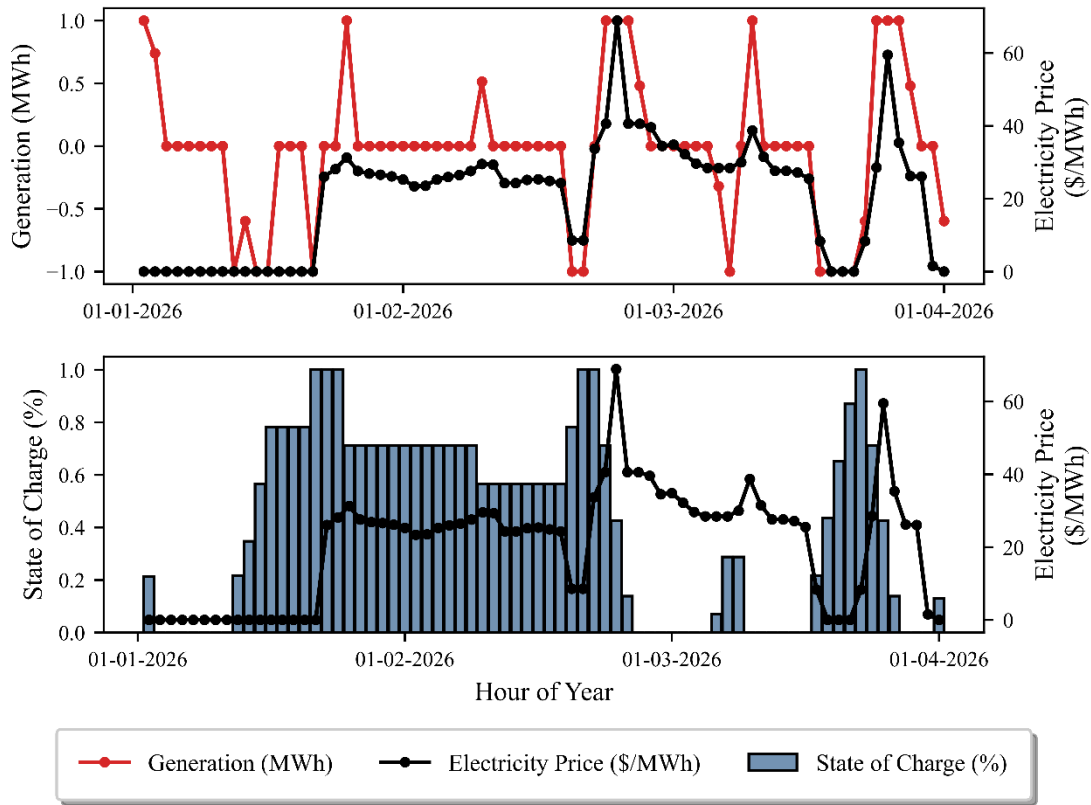 Generation (MWh)
1.0
0.5
0.0
−0.5
−1.0
60
40
20
0
Electricity Price
($/MWh)
01-01-2026
01-02-2026
01-03-2026
01-04-2026
State of Charge (%)
1.0
0.8
0.6
0.4
0.2
0.0
60
40
20
0
Electricity Price
($/MWh)
01-01-2026
01-02-2026
01-03-2026
01-04-2026
Hour of Year
Generation (MWh)
Electricity Price ($/MWh)
State of Charge (%)